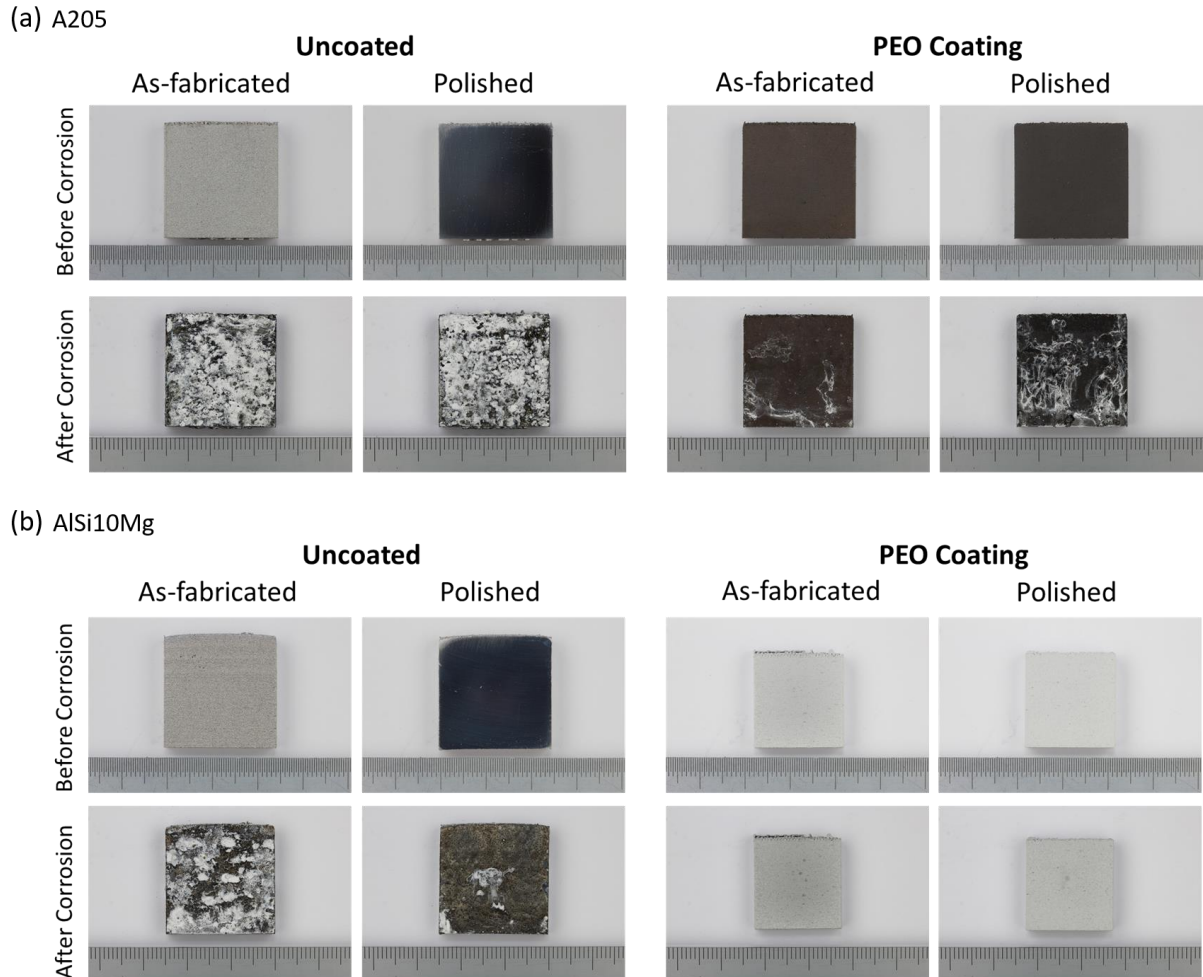 (a) A205
Uncoated
PEO Coating
As-fabricated
Polished
As-fabricated
Polished
Before Corrosion
After Corrosion
(b) AlSi10Mg
Uncoated
PEO Coating
As-fabricated
Polished
As-fabricated
Polished
Before Corrosion
After Corrosion